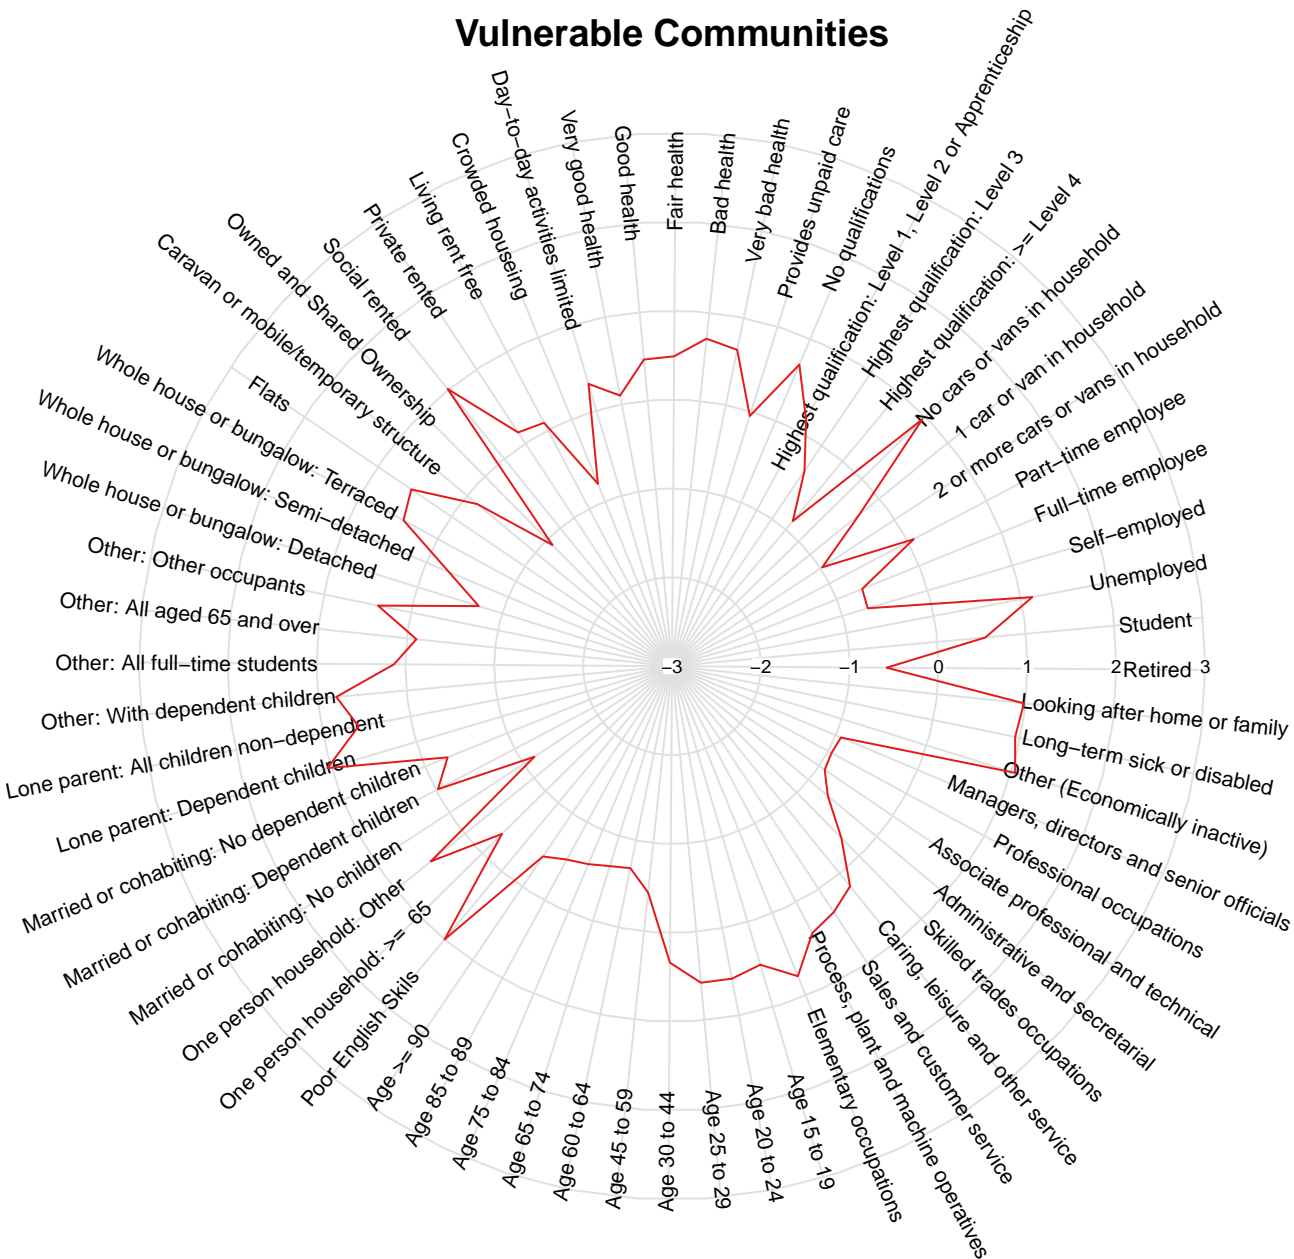 Vulnerable Communities
Fair health
Bad health
Very bad health
Provides unpaid care
No qualifications
Highest qualification: Level 1, Level 2 or Apprenticeship
Highest qualification: Level 3
Highest qualification: >= Level 4
No cars or vans in household
1 car or van in household
2 or more cars or vans in household
Part−time employee
Full−time employee
Self−employed
Unemployed
Student
Retired
Looking after home or family
Long−term sick or disabled
Other (Economically inactive)
Managers, directors and senior officials
Professional occupations
Associate professional and technical
Administrative and secretarial
Skilled trades occupations
Caring, leisure and other service
Sales and customer service
Process, plant and machine operatives
Elementary occupations
Age 15 to 19
Age 20 to 24
Age 25 to 29
Age 30 to 44
Age 45 to 59
Age 60 to 64
Age 65 to 74
Age 75 to 84
Age 85 to 89
Age >= 90
Poor English Skils
One person household: >= 65
One person household: Other
Married or cohabiting: No children
Married or cohabiting: Dependent children
Married or cohabiting: No dependent children
Lone parent: Dependent children
Lone parent: All children non−dependent
Other: With dependent children
Other: All full−time students
Other: All aged 65 and over
Other: Other occupants
Whole house or bungalow: Detached
Whole house or bungalow: Semi−detached
Whole house or bungalow: Terraced
Flats
Caravan or mobile/temporary structure
Owned and Shared Ownership
Social rented
Private rented
Living rent free
Crowded houseing
Day−to−day activities limited
Very good health
Good health
−3
−2
−1
0
1
2
3